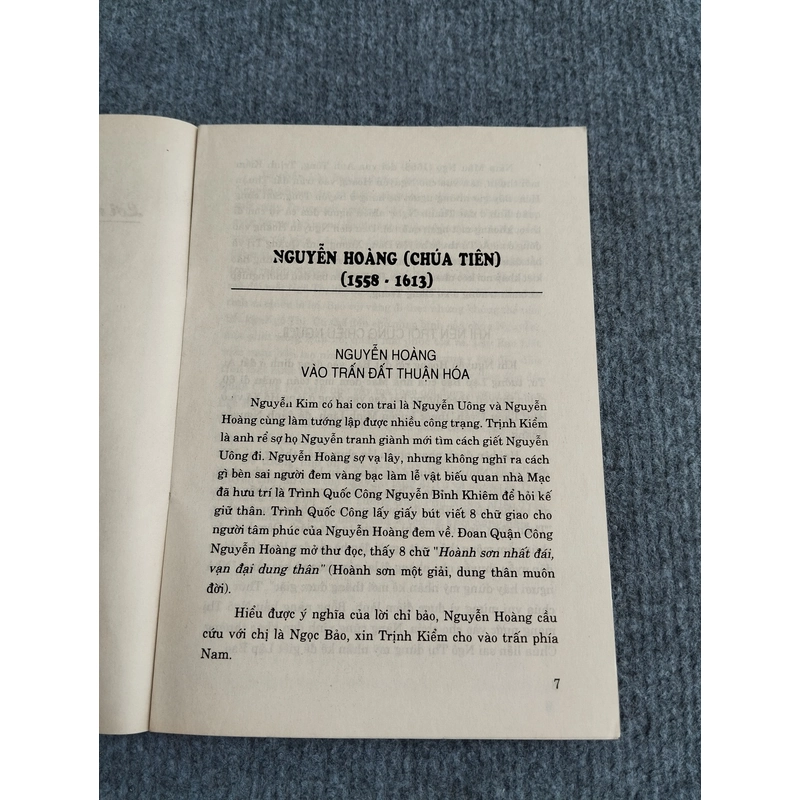 NGUYỄN HOÀNG (CHÚA TIÊN)
(1558 - 1613)
NGUYỄN HOÀNG
VÀO TRẤN ĐẤT THUẬN HÓA
Nguyễn Kim có hai con trai là Nguyễn Uông và Nguyễn
Hoàng cùng làm tướng lập được nhiều công trạng. Trịnh Kiểm
là anh rể sợ họ Nguyễn tranh giành mới tìm cách giết Nguyễn
Uông đi. Nguyễn Hoàng sợ vạ lây, nhưng không nghĩ ra cách
gì bèn sai người đem vàng bạc làm lễ vật biếu quan nhà Mạc
đã hưu trí là Trình Quốc Công Nguyễn Bỉnh Khiêm để hỏi kế
giữ thân. Trình Quốc Công lấy giấy bút viết 8 chữ giao cho
người tâm phúc của Nguyễn Hoàng đem về. Đoan Quận Công
Nguyễn Hoàng mở thư đọc, thấy 8 chữ "Hoành sơn nhất đái,
vạn đại dung thân" (Hoành sơn một giải, dung thân muôn
đời).
Hiểu được ý nghĩa của lời chỉ bảo, Nguyễn Hoàng cầu
cứu với chị là Ngọc Bảo, xin Trịnh Kiểm cho vào trấn phía
Nam.
7